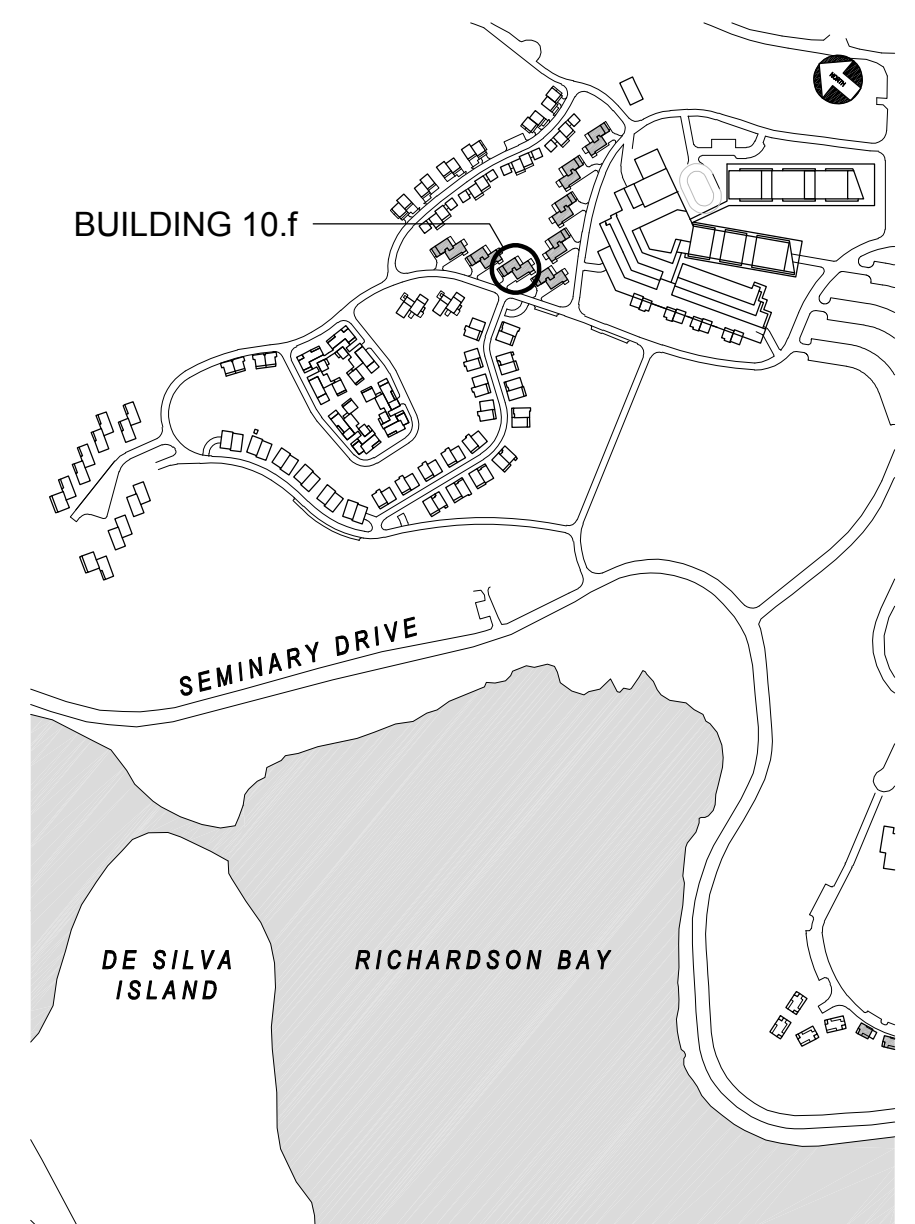 NORTH
BUILDING 10.f
SEMINARY DRIVE
DE SILVA
ISLAND
RICHARDSON BAY